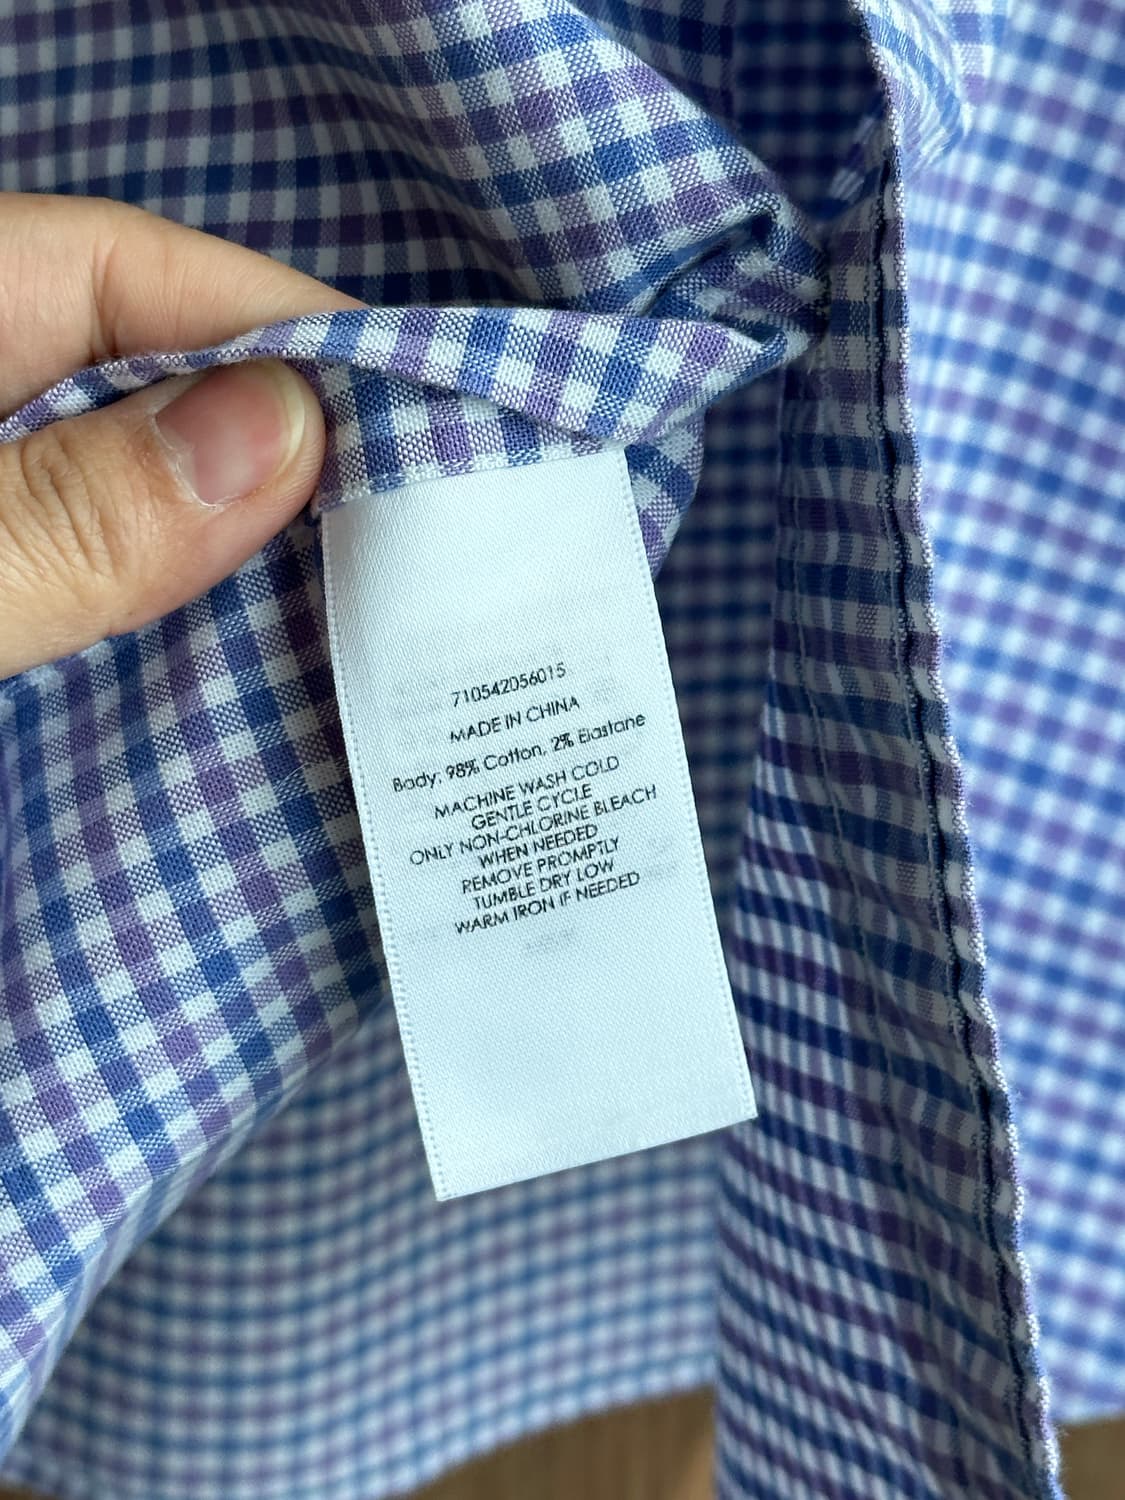 710542056015
MADE IN CHINA
Body: 98% Cotton, 2% Elastane
MACHINE WASH COLD
GENTLE CYCLE
ONLY NON-CHLORINE BLEACH
WHEN NEEDED
REMOVE PROMPTLY
TUMBLE DRY LOW
WARM IRON IF NEEDED